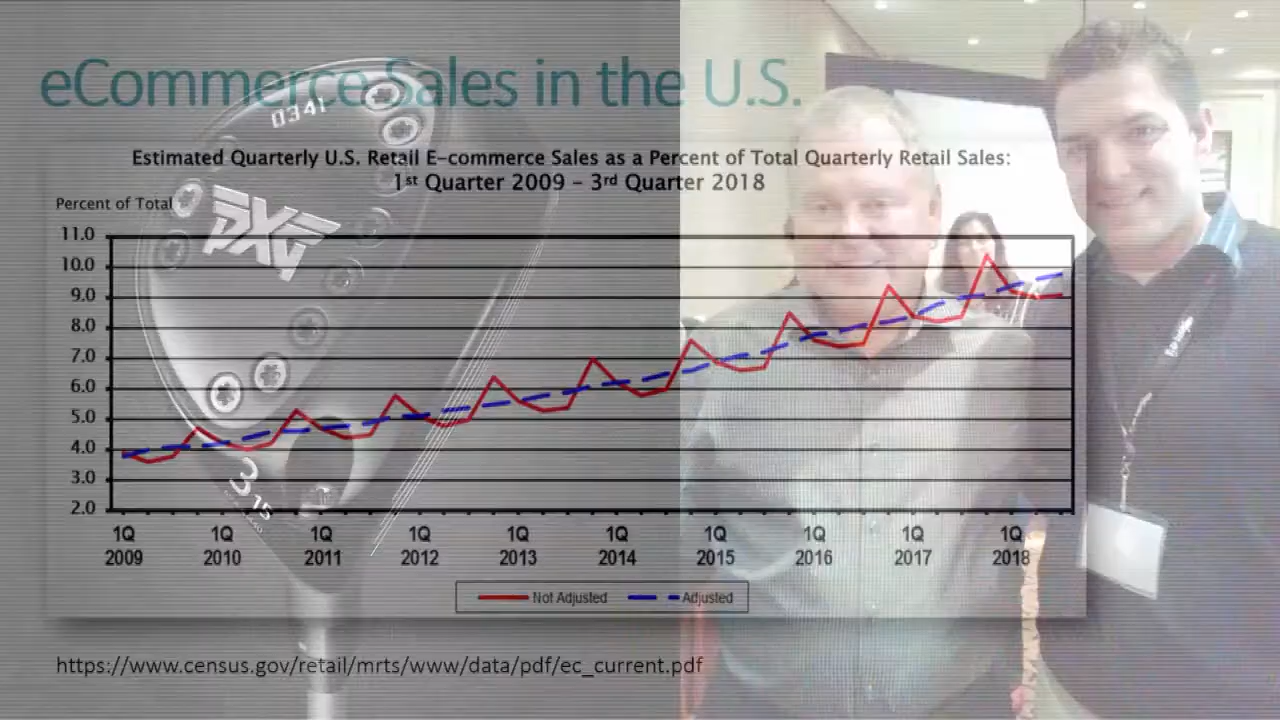 eCommerce Sales in the U.S.
Estimated Quarterly U.S. Retail E-commerce Sales as a Percent of Total Quarterly Retail Sales:
1st Quarter 2009 – 3rd Quarter 2018
Percent of Total
0341
PXG
11.0
10.0
9.0
8.0
7.0
6.0
5.0
4.0
3.0
2.0
3
15
1Q 1Q 1Q 1Q 1Q 1Q 1Q 1Q 1Q 1Q
2009 2010 2011 2012 2013 2014 2015 2016 2017 2018
Not Adjusted Adjusted
https://www.census.gov/retail/mrts/www/data/pdf/ec_current.pdf